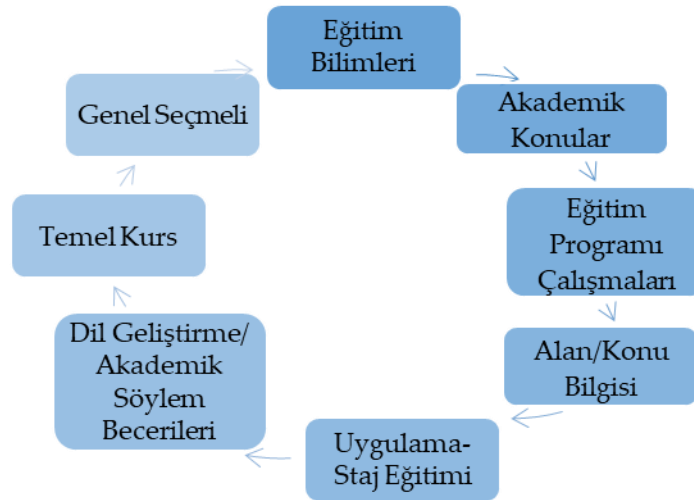 Eğitim
Bilimleri
Akademik
Konular
Eğitim
Programı
Çalışmaları
Alan/Konu
Bilgisi
Uygulama-
Staj Eğitimi
Dil Geliştirme/
Akademik
Söylem
Becerileri
Temel Kurs
Genel Seçmeli